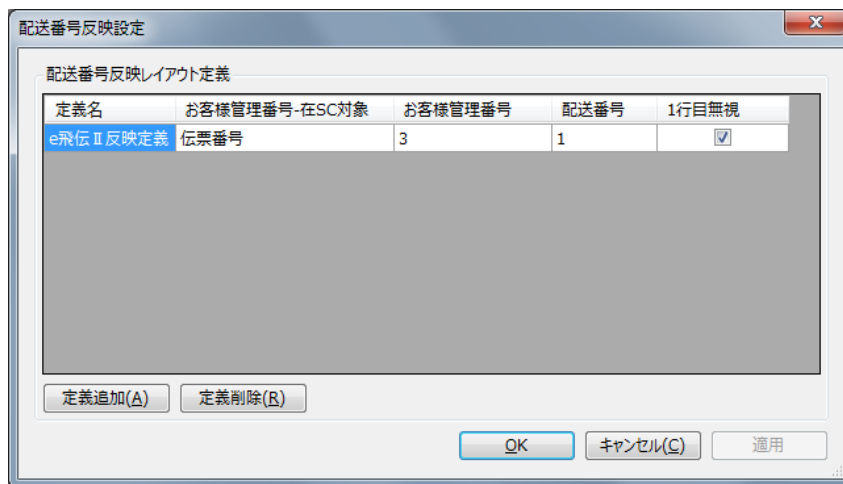 配送番号反映設定
配送番号反映レイアウト定義
定義名 お客様管理番号-在SC対象 お客様管理番号 配送番号 1行目無視
e飛伝Ⅱ反映定義 伝票番号 3 1
定義追加(A) 定義削除(R)
OK キャンセル(C) 適用